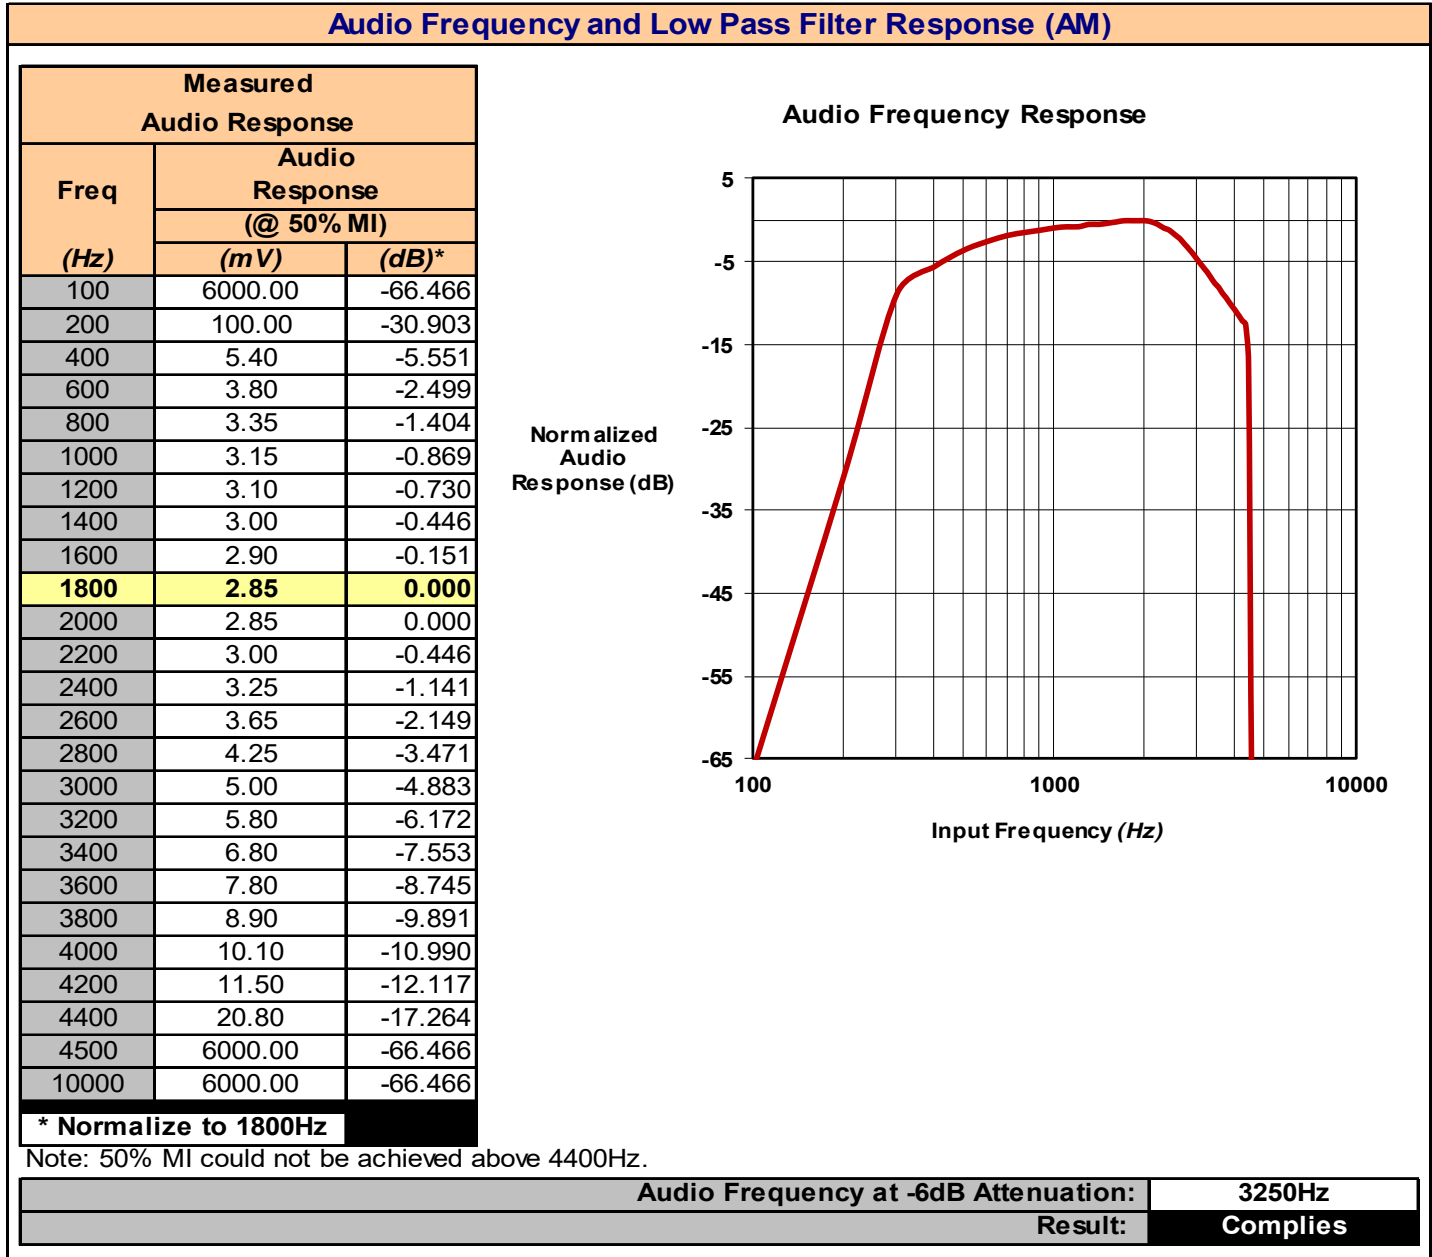 Audio Frequency and Low Pass Filter Response (AM)
Measured
Audio Response
Freq
(Hz)
Audio
Response
(@ 50% MI)
(mV) (dB)*
100 6000.00 -66.466
200 100.00 -30.903
400 5.40 -5.551
600 3.80 -2.499
800 3.35 -1.404
1000 3.15 -0.869
1200 3.10 -0.730
1400 3.00 -0.446
1600 2.90 -0.151
1800 2.85 0.000
2000 2.85 0.000
2200 3.00 -0.446
2400 3.25 -1.141
2600 3.65 -2.149
2800 4.25 -3.471
3000 5.00 -4.883
3200 5.80 -6.172
3400 6.80 -7.553
3600 7.80 -8.745
3800 8.90 -9.891
4000 10.10 -10.990
4200 11.50 -12.117
4400 20.80 -17.264
4500 6000.00 -66.466
10000 6000.00 -66.466
* Normalize to 1800Hz
Note: 50% MI could not be achieved above 4400Hz.
Audio Frequency Response
Normalized
Audio
Response (dB)
5
-5
-15
-25
-35
-45
-55
-65
100 1000 10000
Input Frequency (Hz)
Audio Frequency at -6dB Attenuation: 3250Hz
Result: Complies